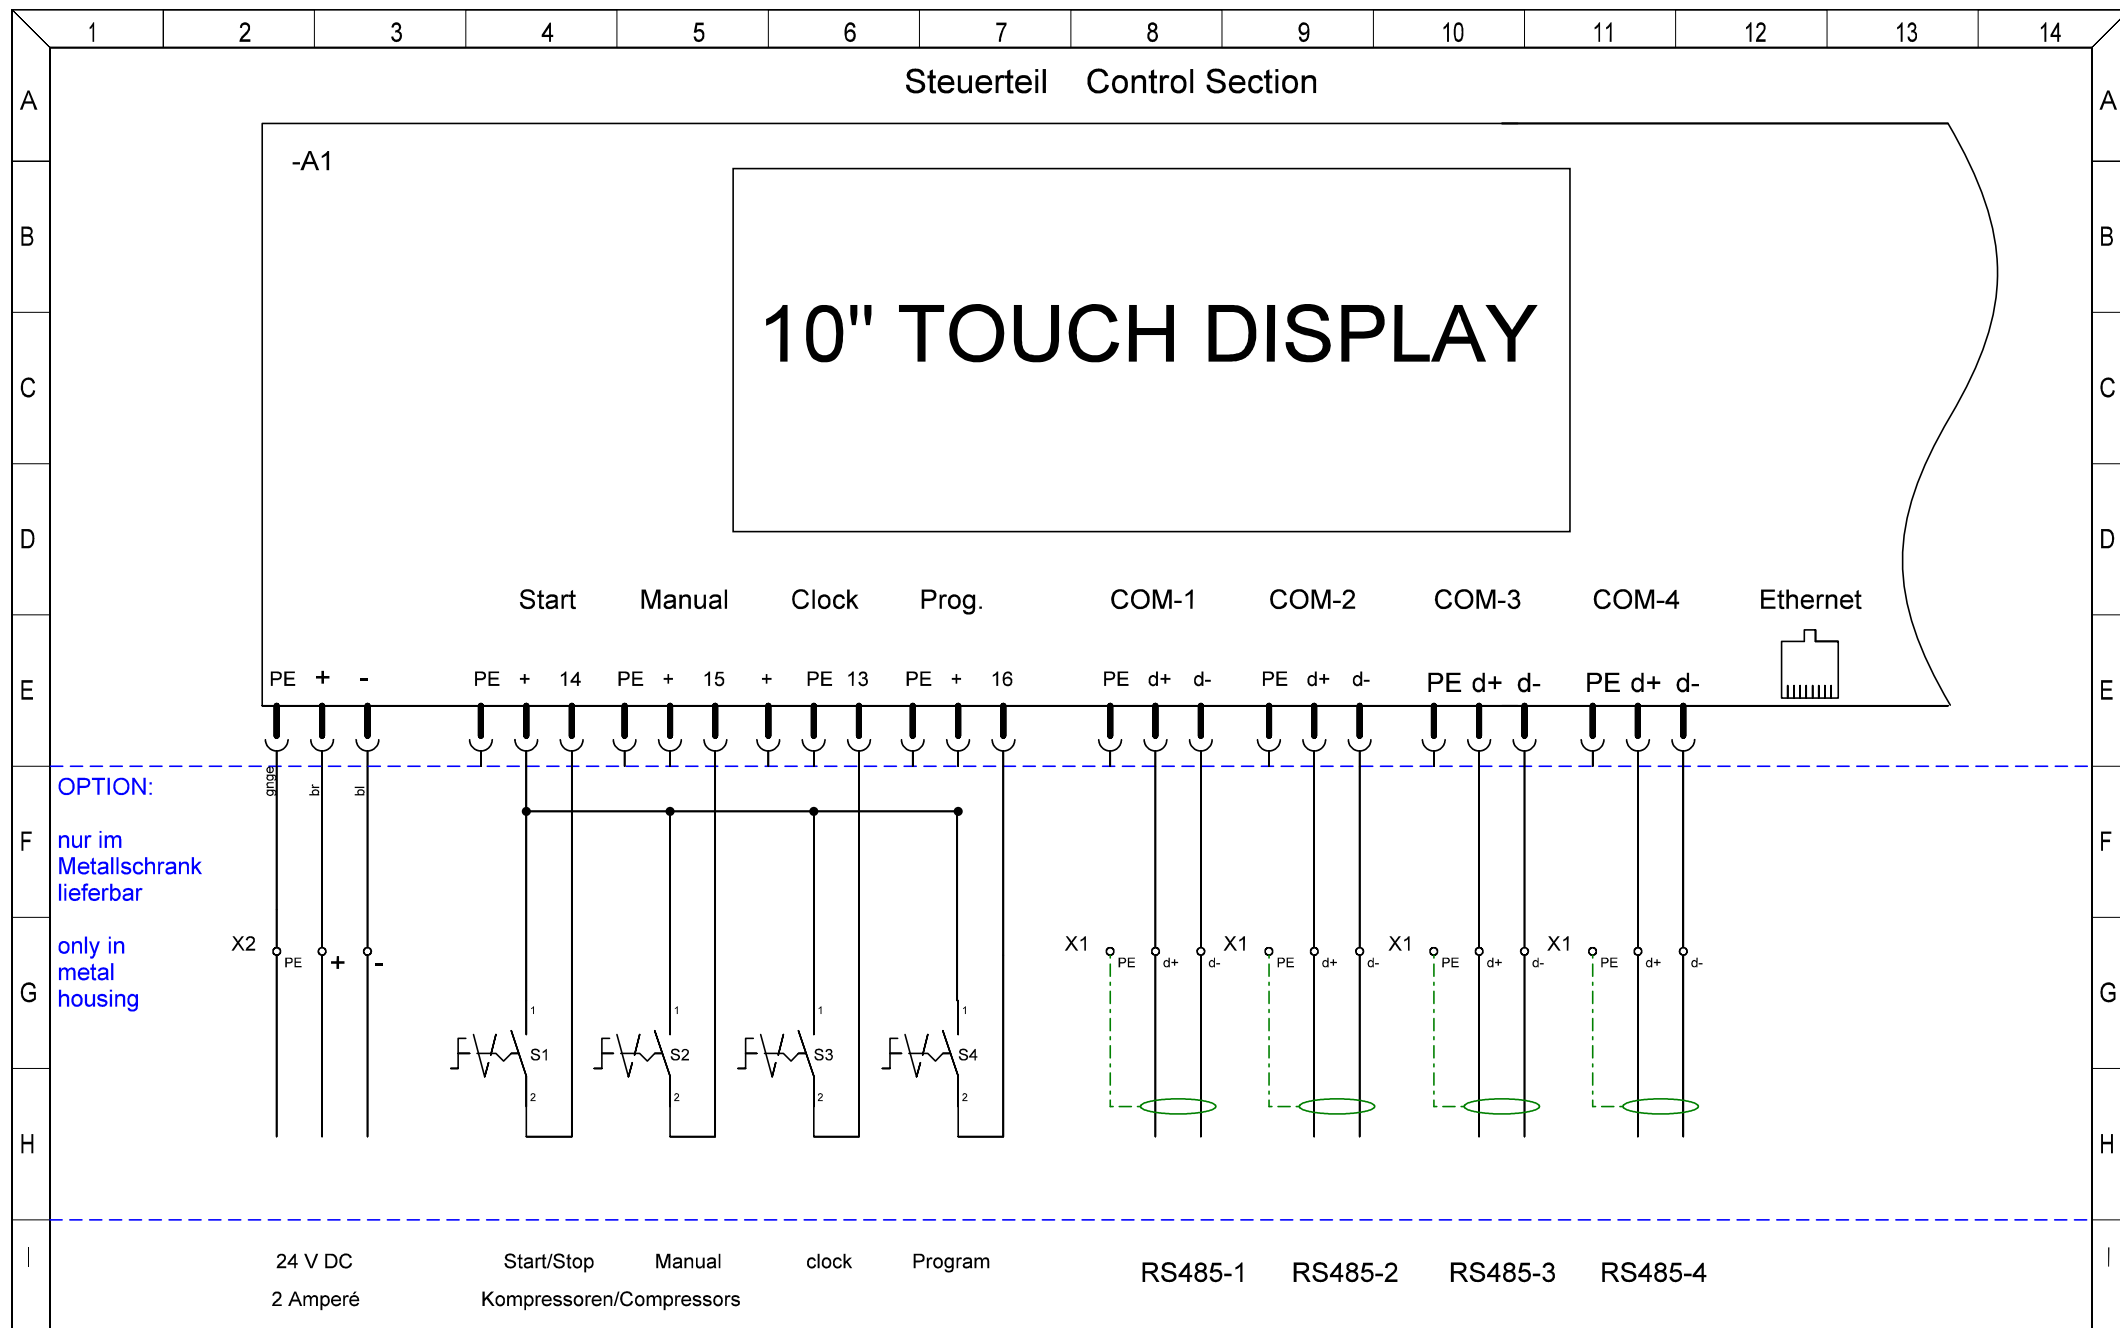 1 2 3 4 5 6 7 8 9 10 11 12 13 14
Steuerteil Control Section
A A
-A1
B B
10" TOUCH DISPLAY
C C
D D
Start Manual Clock Prog. COM-1 COM-2 COM-3 COM-4 Ethernet
E PE + - PE + 14 PE + 15 + PE 13 PE + 16 PE d+ d- PE d+ d- PE d+ d- PE d+ d- E
gnge br bl
OPTION:
F F
nur im
Metallschrank
lieferbar
X2 PE + - X1 PE d+ d- X1 PE d+ d- X1 PE d+ d- X1 PE d+ d-
only in
metal
housing
G G
1 1 1 1
S1 S2 S3 S4
2 2 2 2
H H
I I
24 V DC Start/Stop Manual clock Program RS485-1 RS485-2 RS485-3 RS485-4
2 Amperé Kompressoren/Compressors